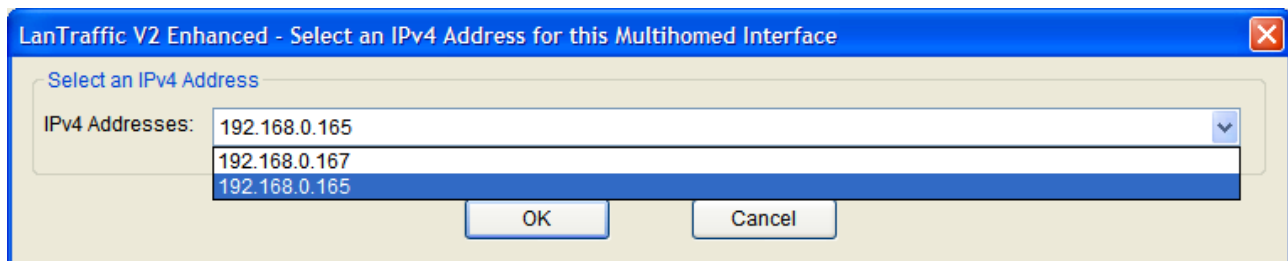 LanTraffic V2 Enhanced - Select an IPv4 Address for this Multihomed Interface
Select an IPv4 Address
IPv4 Addresses: 192.168.0.165
192.168.0.167
192.168.0.165
OK Cancel